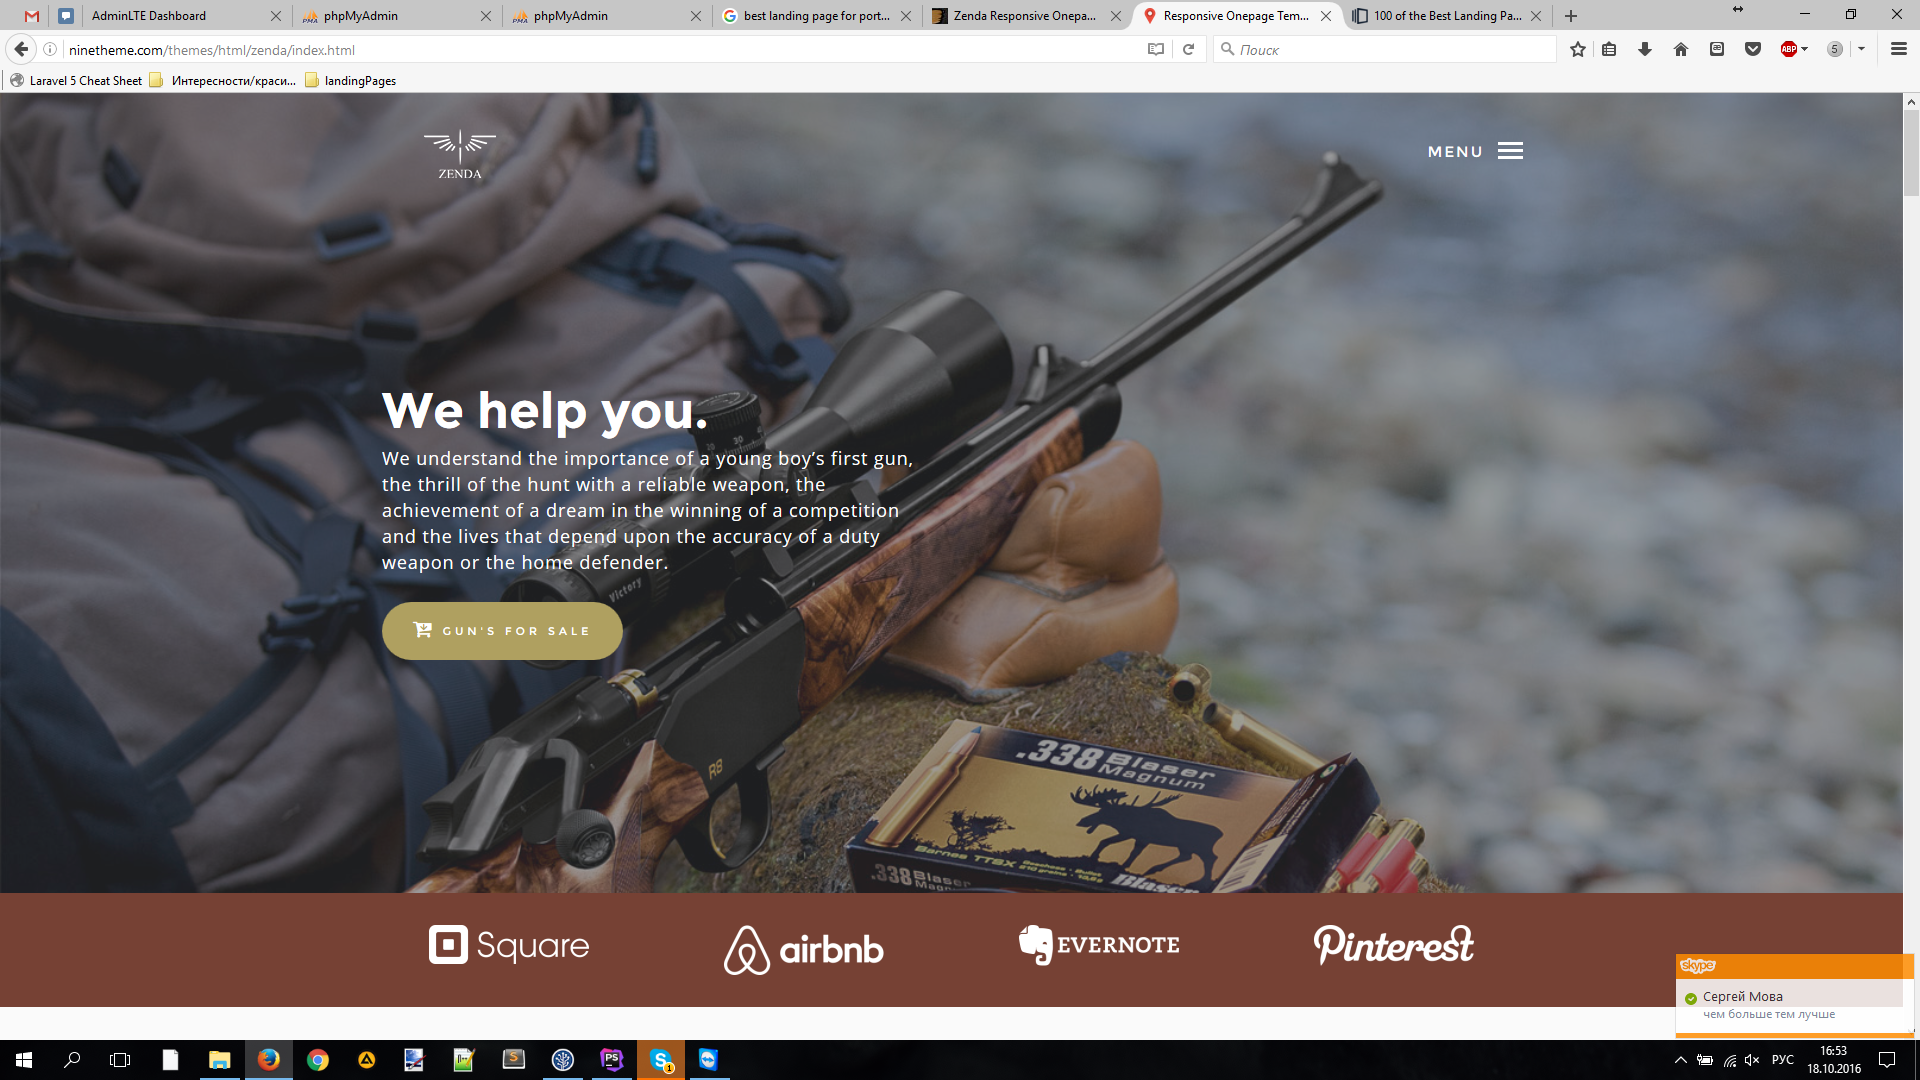 AdminLTE Dashboard
phpMyAdmin
phpMyAdmin
best landing page for port...
Zenda Responsive Onepa...
Responsive Onepage Tem...
100 of the Best Landing Pa...
ninetheme.com/themes/html/zenda/index.html
Поиск
ABP
5
Laravel 5 Cheat Sheet
Интересности/краси...
landingPages
ZENDA
MENU
We help you.
We understand the importance of a young boy's first gun,
the thrill of the hunt with a reliable weapon, the
achievement of a dream in the winning of a competition
and the lives that depend upon the accuracy of a duty
weapon or the home defender.
Victory
GUN'S FOR SALE
R8
.338 Blaser
Magnum
Barnes TTSX
.338 Blaser
Magnum
Blaser
Square
airbnb
EVERNOTE
Pinterest
skype
Сергей Мова
чем больше тем лучше
РУС
16:53
18.10.2016